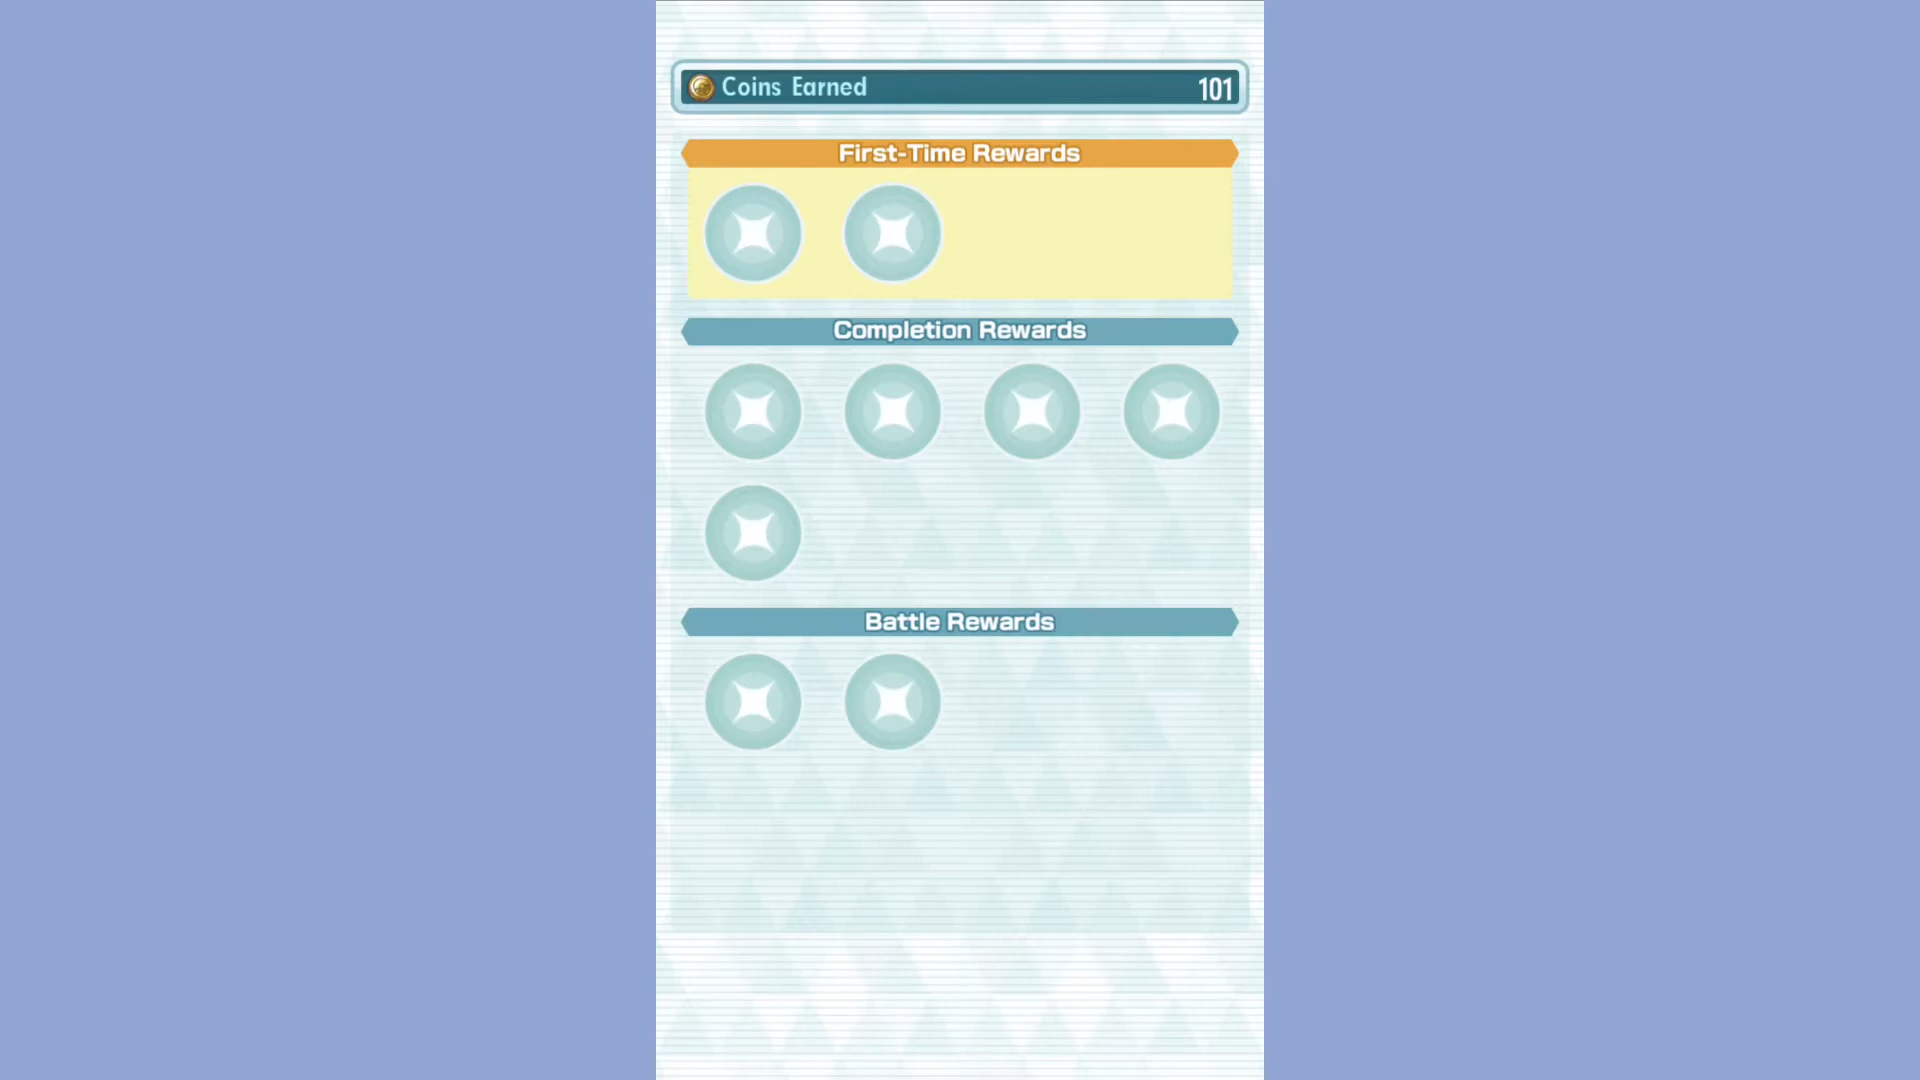 Coins Earned 101
First-Time Rewards
Completion Rewards
Battle Rewards